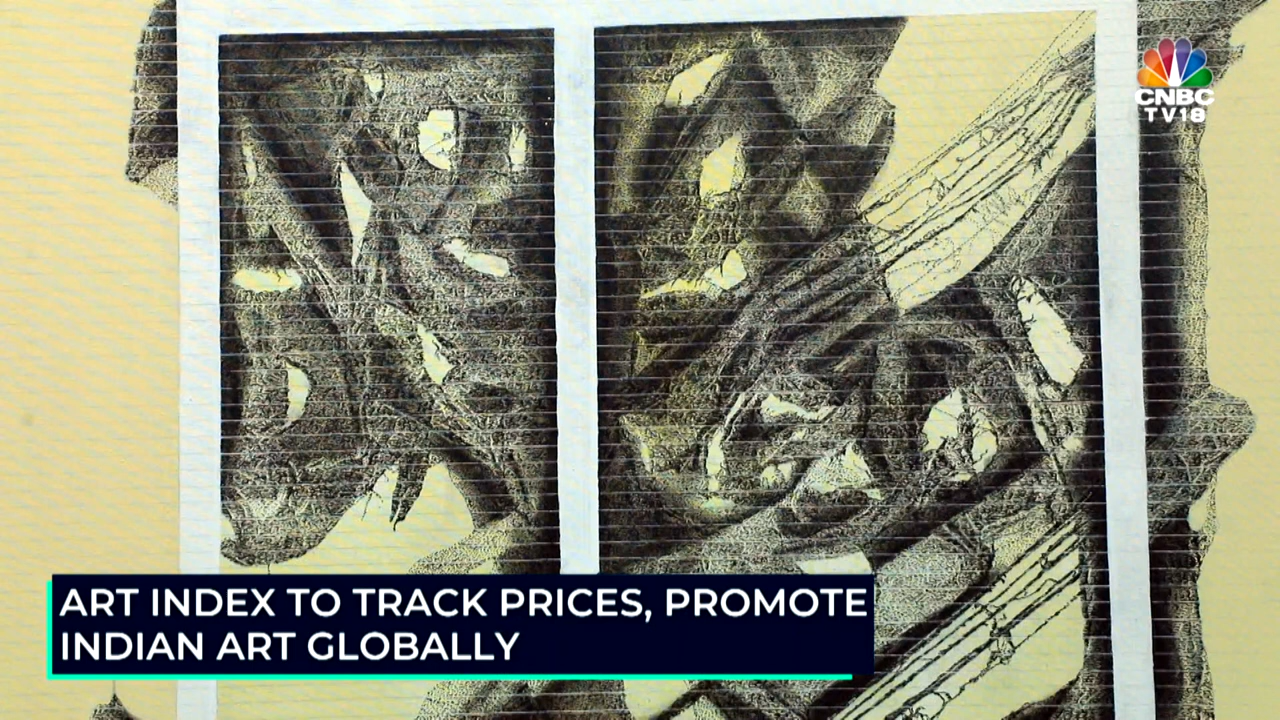 CNBC
TV18
ART INDEX TO TRACK PRICES, PROMOTE
INDIAN ART GLOBALLY